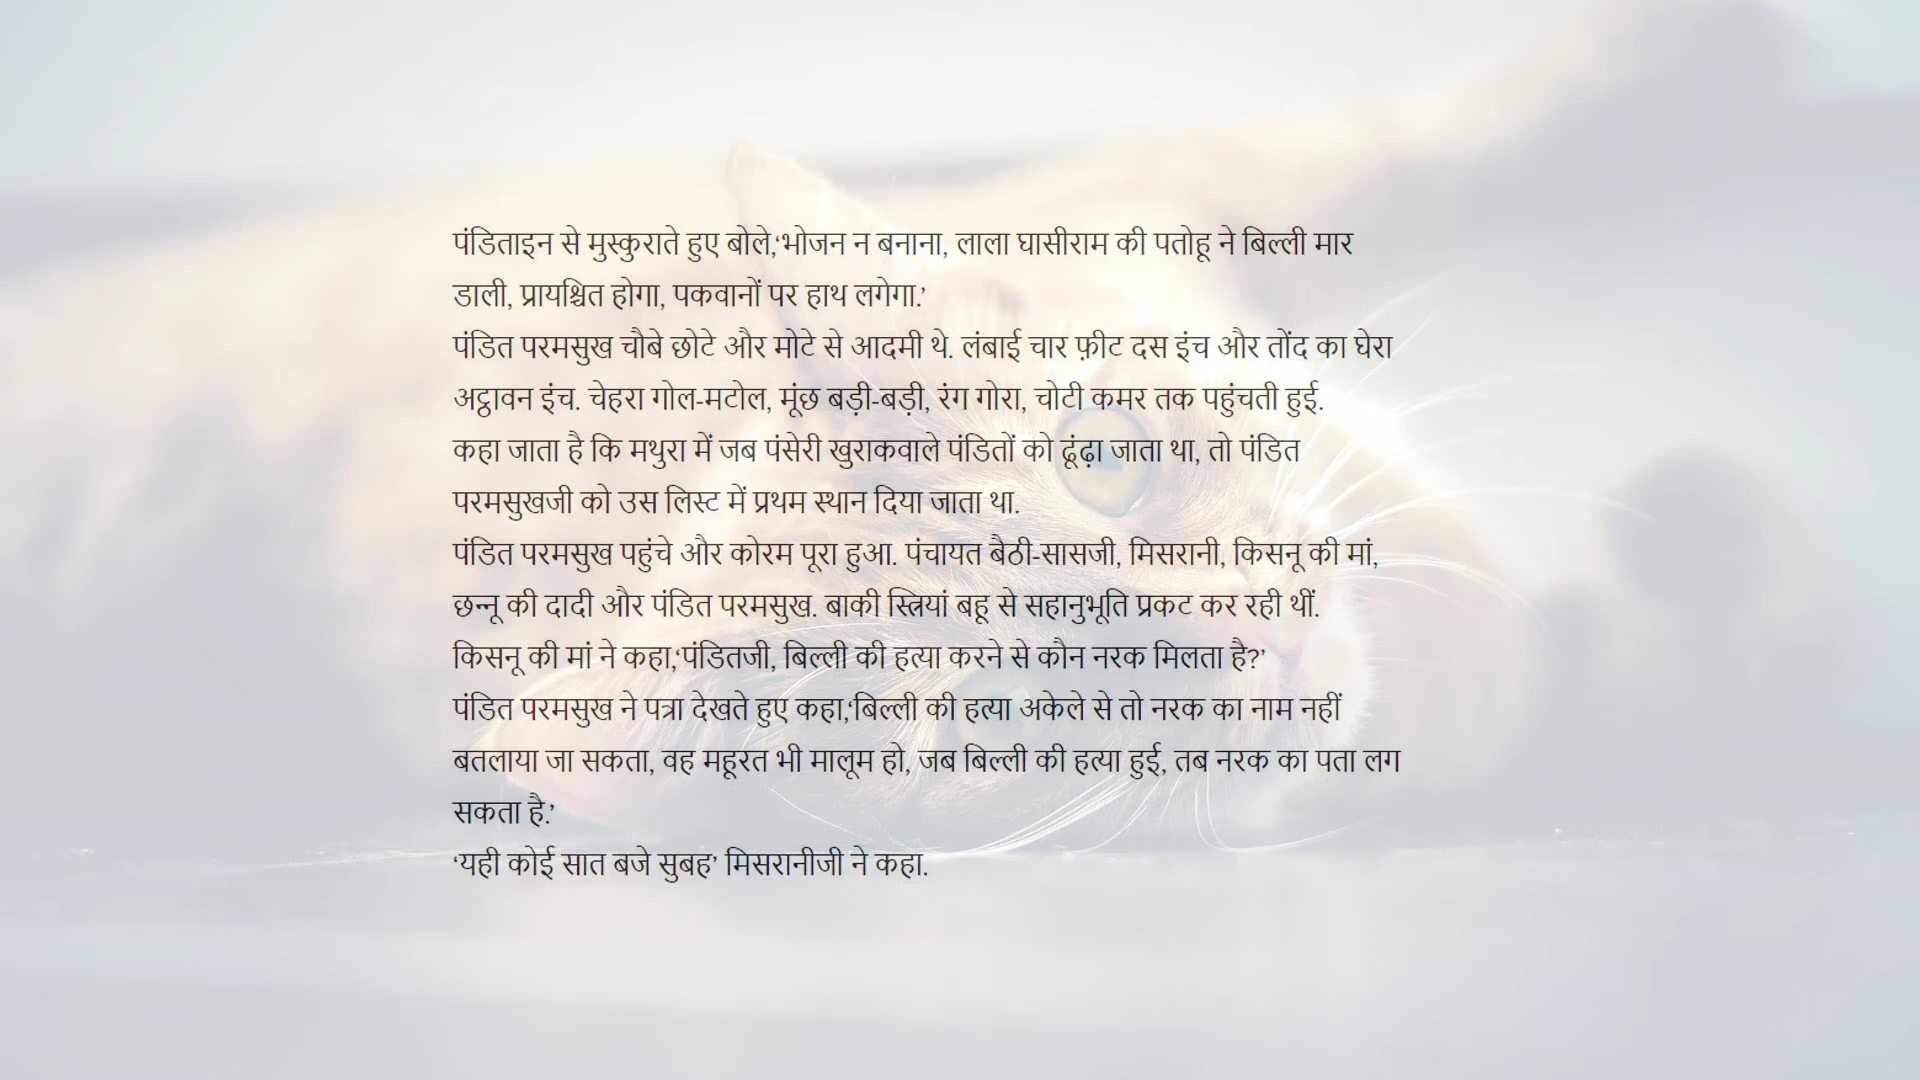 पंडिताइन से मुस्कुराते हुए बोले,‘भोजन न बनाना, लाला घासीराम की पतोहू ने बिल्ली मार
डाली, प्रायश्चित होगा, पकवानों पर हाथ लगेगा.’
पंडित परमसुख चौबे छोटे और मोटे से आदमी थे. लंबाई चार फ़ीट दस इंच और तोंद का घेरा
अट्ठावन इंच. चेहरा गोल-मटोल, मूंछ बड़ी-बड़ी, रंग गोरा, चोटी कमर तक पहुंचती हुई.
कहा जाता है कि मथुरा में जब पंसेरी खुराकवाले पंडितों को ढूंढ़ा जाता था, तो पंडित
परमसुखजी को उस लिस्ट में प्रथम स्थान दिया जाता था.
पंडित परमसुख पहुंचे और कोरम पूरा हुआ. पंचायत बैठी-सासजी, मिसरानी, किसनू की मां,
छन्नू की दादी और पंडित परमसुख. बाकी स्त्रियां बहू से सहानुभूति प्रकट कर रही थीं.
किसनू की मां ने कहा,‘पंडितजी, बिल्ली की हत्या करने से कौन नरक मिलता है?’
पंडित परमसुख ने पत्रा देखते हुए कहा,‘बिल्ली की हत्या अकेले से तो नरक का नाम नहीं
बतलाया जा सकता, वह महूरत भी मालूम हो, जब बिल्ली की हत्या हुई, तब नरक का पता लग
सकता है.’
‘यही कोई सात बजे सुबह’ मिसरानीजी ने कहा.